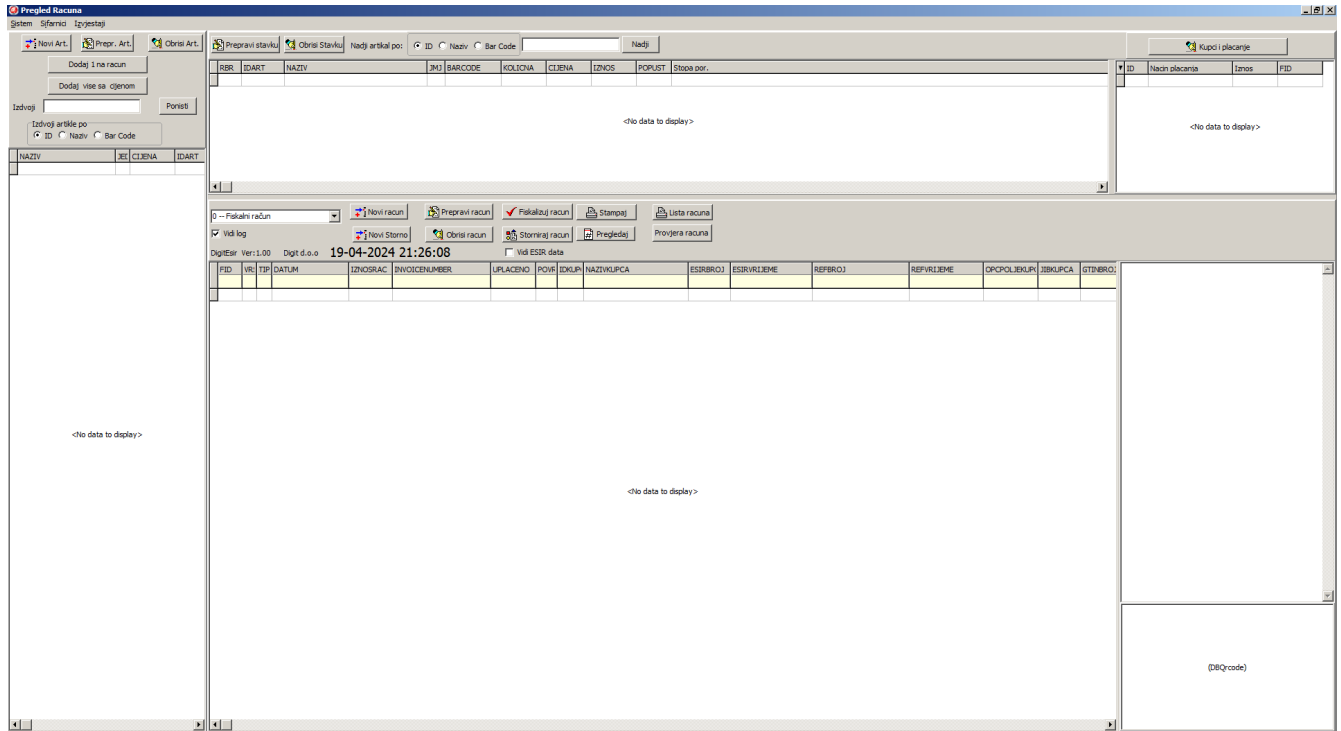 Pregled Racuna
Sistem Sifarnici Izvjestaji
Novi Art. Prepr. Art. Obrisi Art.
Dodaj 1 na racun
Dodaj vise sa cijenom
Izdvoji Ponisti
Izdvoji artikle po
ID Naziv Bar Code
NAZIV JEI CIJENA IDART
<No data to display>
Prepravi stavku Obrisi Stavku Nadji artikal po: ID Naziv Bar Code Nadji
RBR IDART NAZIV JMJ BARCODE KOLICNA CIJENA IZNOS POPUST Stopa por.
<No data to display>
Kupci i placanje
ID Nacin placanja Iznos FID
<No data to display>
0 -- Fiskalni račun Novi racun Prepravi racun Fiskalizuj racun Stampaj Lista racuna
Vidi log Novi Storno Obrisi racun Storniraj racun Pregledaj Provjera racuna
DigitEsir Ver:1.00 Digit d.o.o 19-04-2024 21:26:08 Vidi ESIR data
FID VR: TIP DATUM IZNOSRAC INVOICENUMBER UPLACENO POVF IDKUP NAZIVKUPCA ESIRBROJ ESIRVRIJEME REFBROJ REFVRIJEME OPCPOLJEKUP JIBKUPCA GTINBROJ
<No data to display>
(DBQrcode)